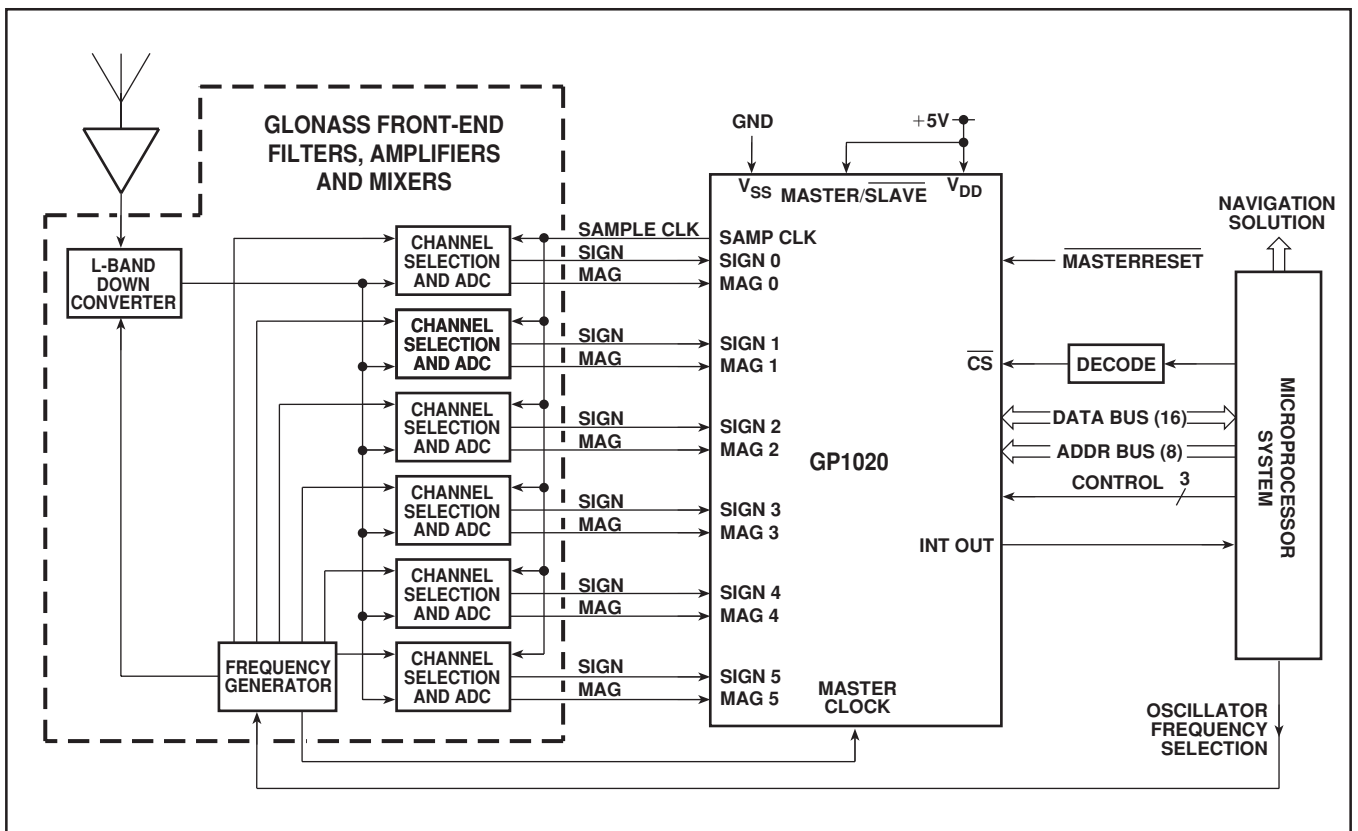 GLONASS FRONT-END
FILTERS, AMPLIFIERS
AND MIXERS
L-BAND
DOWN
CONVERTER
CHANNEL
SELECTION
AND ADC
CHANNEL
SELECTION
AND ADC
CHANNEL
SELECTION
AND ADC
CHANNEL
SELECTION
AND ADC
CHANNEL
SELECTION
AND ADC
CHANNEL
SELECTION
AND ADC
FREQUENCY
GENERATOR
SAMPLE CLK
SIGN
MAG
SIGN
MAG
SIGN
MAG
SIGN
MAG
SIGN
MAG
SIGN
MAG
GND
+5V
VSS
MASTER/SLAVE
VDD
SAMP CLK
SIGN 0
MAG 0
SIGN 1
MAG 1
SIGN 2
MAG 2
SIGN 3
MAG 3
SIGN 4
MAG 4
SIGN 5
MAG 5
GP1020
CS
INT OUT
MASTER
CLOCK
MASTERRESET
DECODE
DATA BUS (16)
ADDR BUS (8)
CONTROL 3
NAVIGATION
SOLUTION
MICROPROCESSOR
SYSTEM
OSCILLATOR
FREQUENCY
SELECTION